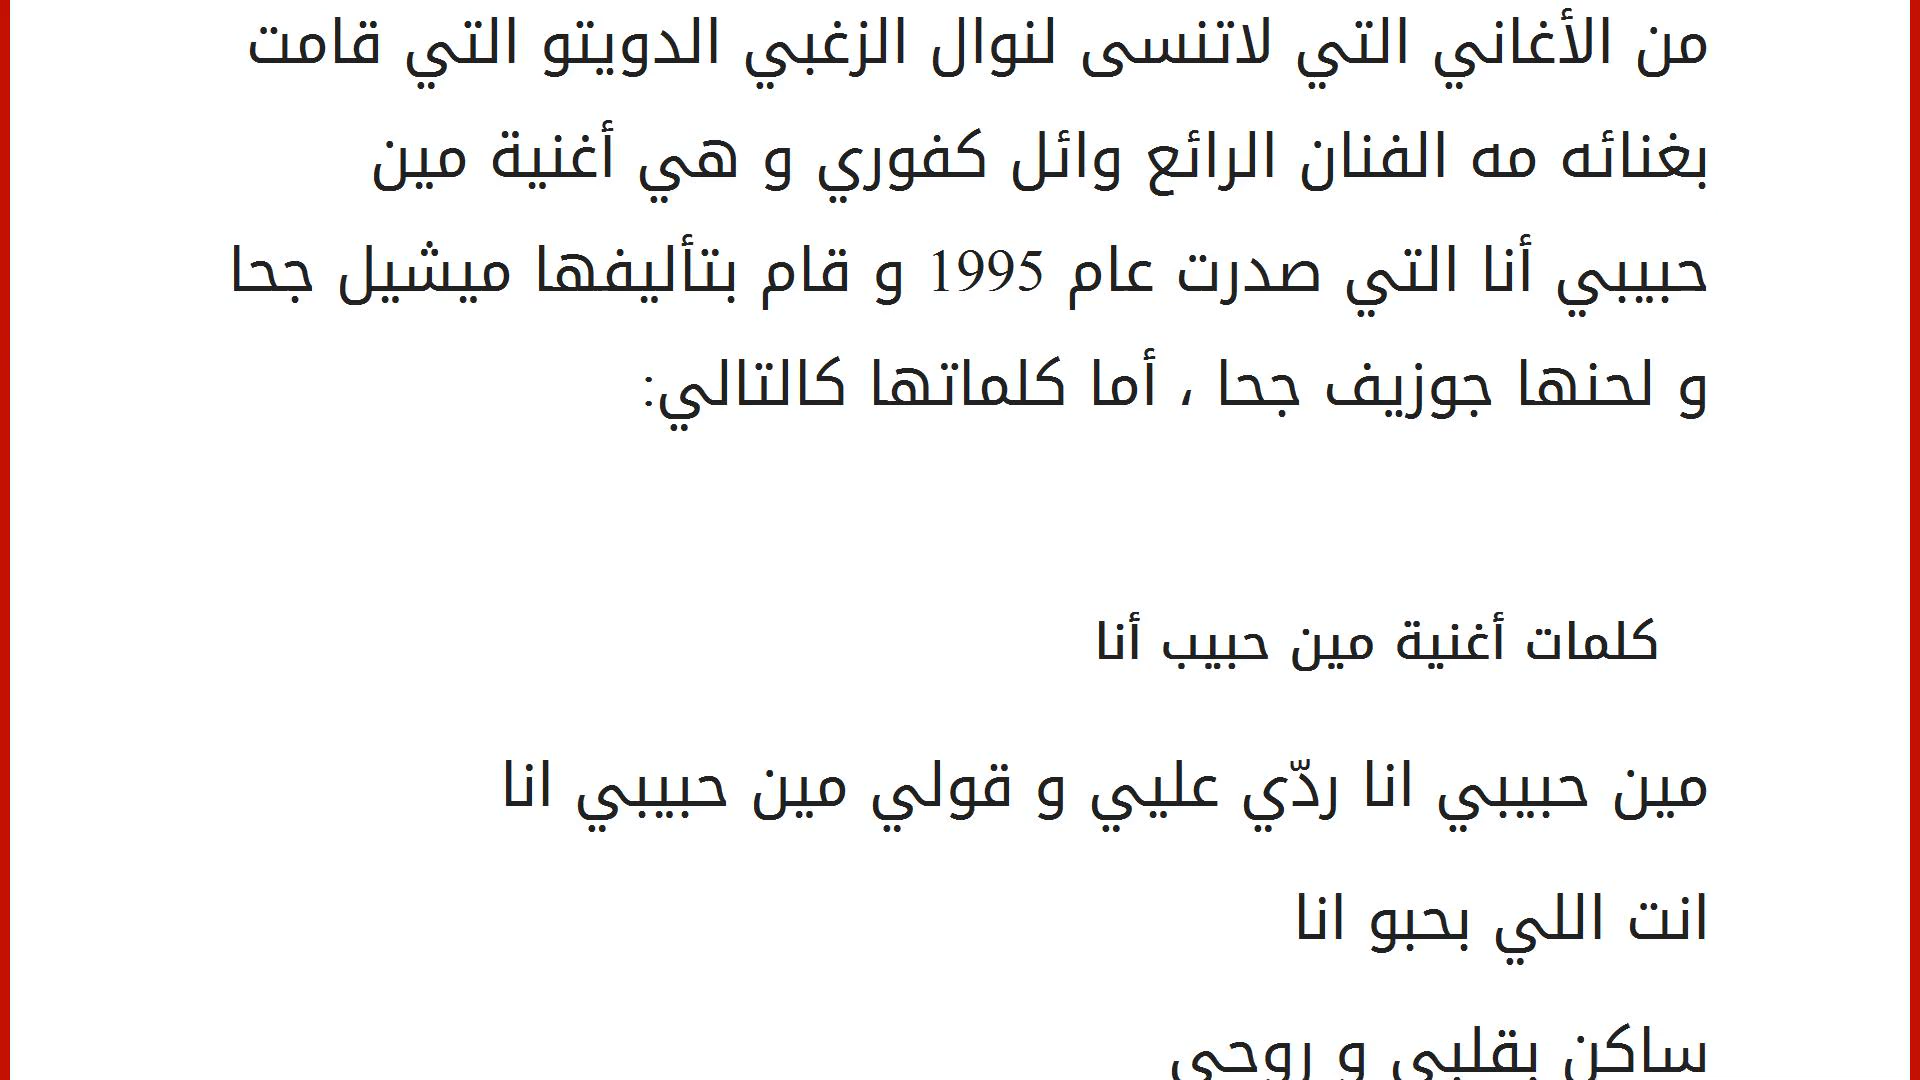 من الأغاني التي لاتنسى لنوال الزغبي الدويتو التي قامت
بغنائه مه الفنان الرائع وائل كفوري و هي أغنية مين
حبيبي أنا التي صدرت عام 1995 و قام بتأليفها ميشيل جحا
و لحنها جوزيف جحا ، أما كلماتها كالتالي:
كلمات أغنية مين حبيب أنا
مين حبيبي انا ردّي عليي و قولي مين حبيبي انا
انت اللي بحبو انا
ساكن بقلبي و روحي